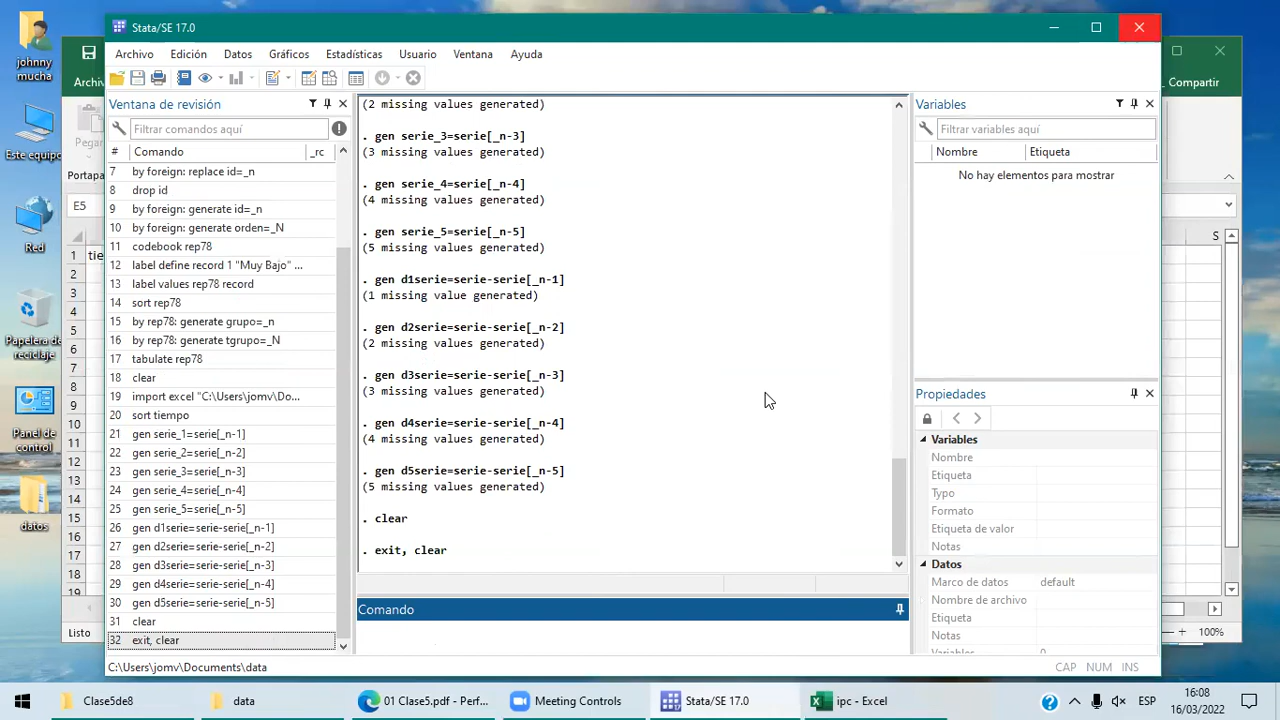 johnny
mucha
Este equipo
Red
Papelera de
reciclaje
Panel de
control
datos
Stata/SE 17.0
Archivo Edición Datos Gráficos Estadísticas Usuario Ventana Ayuda
Ventana de revisión
Filtrar comandos aquí
# Comando _rc
7 by foreign: replace id=_n
8 drop id
9 by foreign: generate id=_n
10 by foreign: generate orden=_N
11 codebook rep78
12 label define record 1 "Muy Bajo" ...
13 label values rep78 record
14 sort rep78
15 by rep78: generate grupo=_n
16 by rep78: generate tgrupo=_N
17 tabulate rep78
18 clear
19 import excel "C:\Users\jomv\Do...
20 sort tiempo
21 gen serie_1=serie[_n-1]
22 gen serie_2=serie[_n-2]
23 gen serie_3=serie[_n-3]
24 gen serie_4=serie[_n-4]
25 gen serie_5=serie[_n-5]
26 gen d1serie=serie-serie[_n-1]
27 gen d2serie=serie-serie[_n-2]
28 gen d3serie=serie-serie[_n-3]
29 gen d4serie=serie-serie[_n-4]
30 gen d5serie=serie-serie[_n-5]
31 clear
32 exit, clear
(2 missing values generated)
. gen serie_3=serie[_n-3]
(3 missing values generated)
. gen serie_4=serie[_n-4]
(4 missing values generated)
. gen serie_5=serie[_n-5]
(5 missing values generated)
. gen d1serie=serie-serie[_n-1]
(1 missing value generated)
. gen d2serie=serie-serie[_n-2]
(2 missing values generated)
. gen d3serie=serie-serie[_n-3]
(3 missing values generated)
. gen d4serie=serie-serie[_n-4]
(4 missing values generated)
. gen d5serie=serie-serie[_n-5]
(5 missing values generated)
. clear
. exit, clear
Comando
Variables
Filtrar variables aquí
Nombre Etiqueta
No hay elementos para mostrar
Propiedades
Variables
Nombre
Etiqueta
Tipo
Formato
Etiqueta de valor
Notas
Datos
Marco de datos default
Nombre de archivo
Etiqueta
Notas
Variables 0
C:\Users\jomv\Documents\data
CAP NUM INS
Archiv
Pegar
Portapa
E5
1 tie
2
3
4
5
6
7
8
9
10
11
12
13
14
15
16
17
18
19
Listo
Compartir
S
100%
Clase5de8
data
01 Clase5.pdf - Perf...
Meeting Controls
Stata/SE 17.0
ipc - Excel
ESP
16:08
16/03/2022